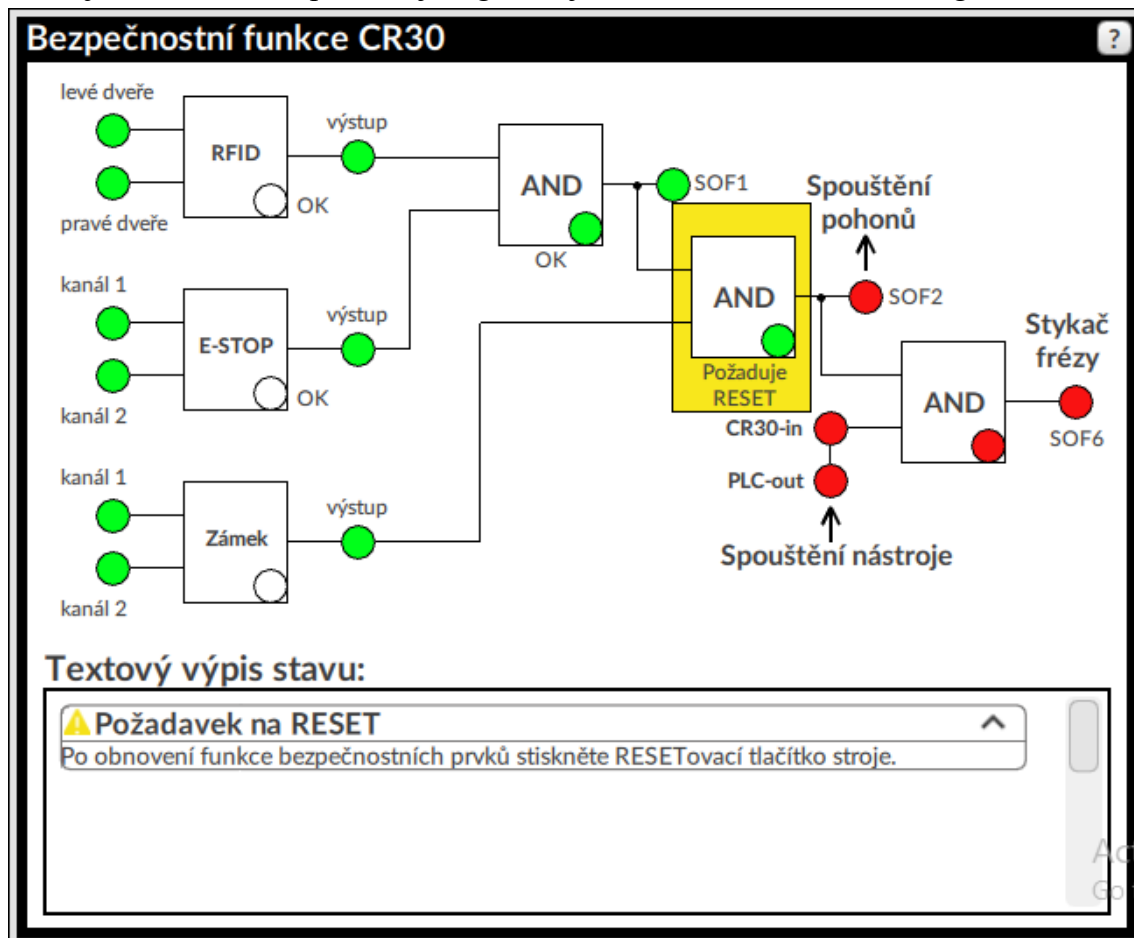 Bezpečnostní funkce CR30
?
levé dveře
RFID
OK
pravé dveře
výstup
AND
OK
SOF1
Spouštění
pohonů
kanál 1
E-STOP
OK
kanál 2
výstup
AND
Požaduje
RESET
SOF2
Stykač
frézy
AND
SOF6
CR30-in
PLC-out
Spouštění nástroje
kanál 1
Zámek
kanál 2
výstup
Textový výpis stavu:
Požadavek na RESET
Po obnovení funkce bezpečnostních prvků stiskněte RESETovací tlačítko stroje.
Go